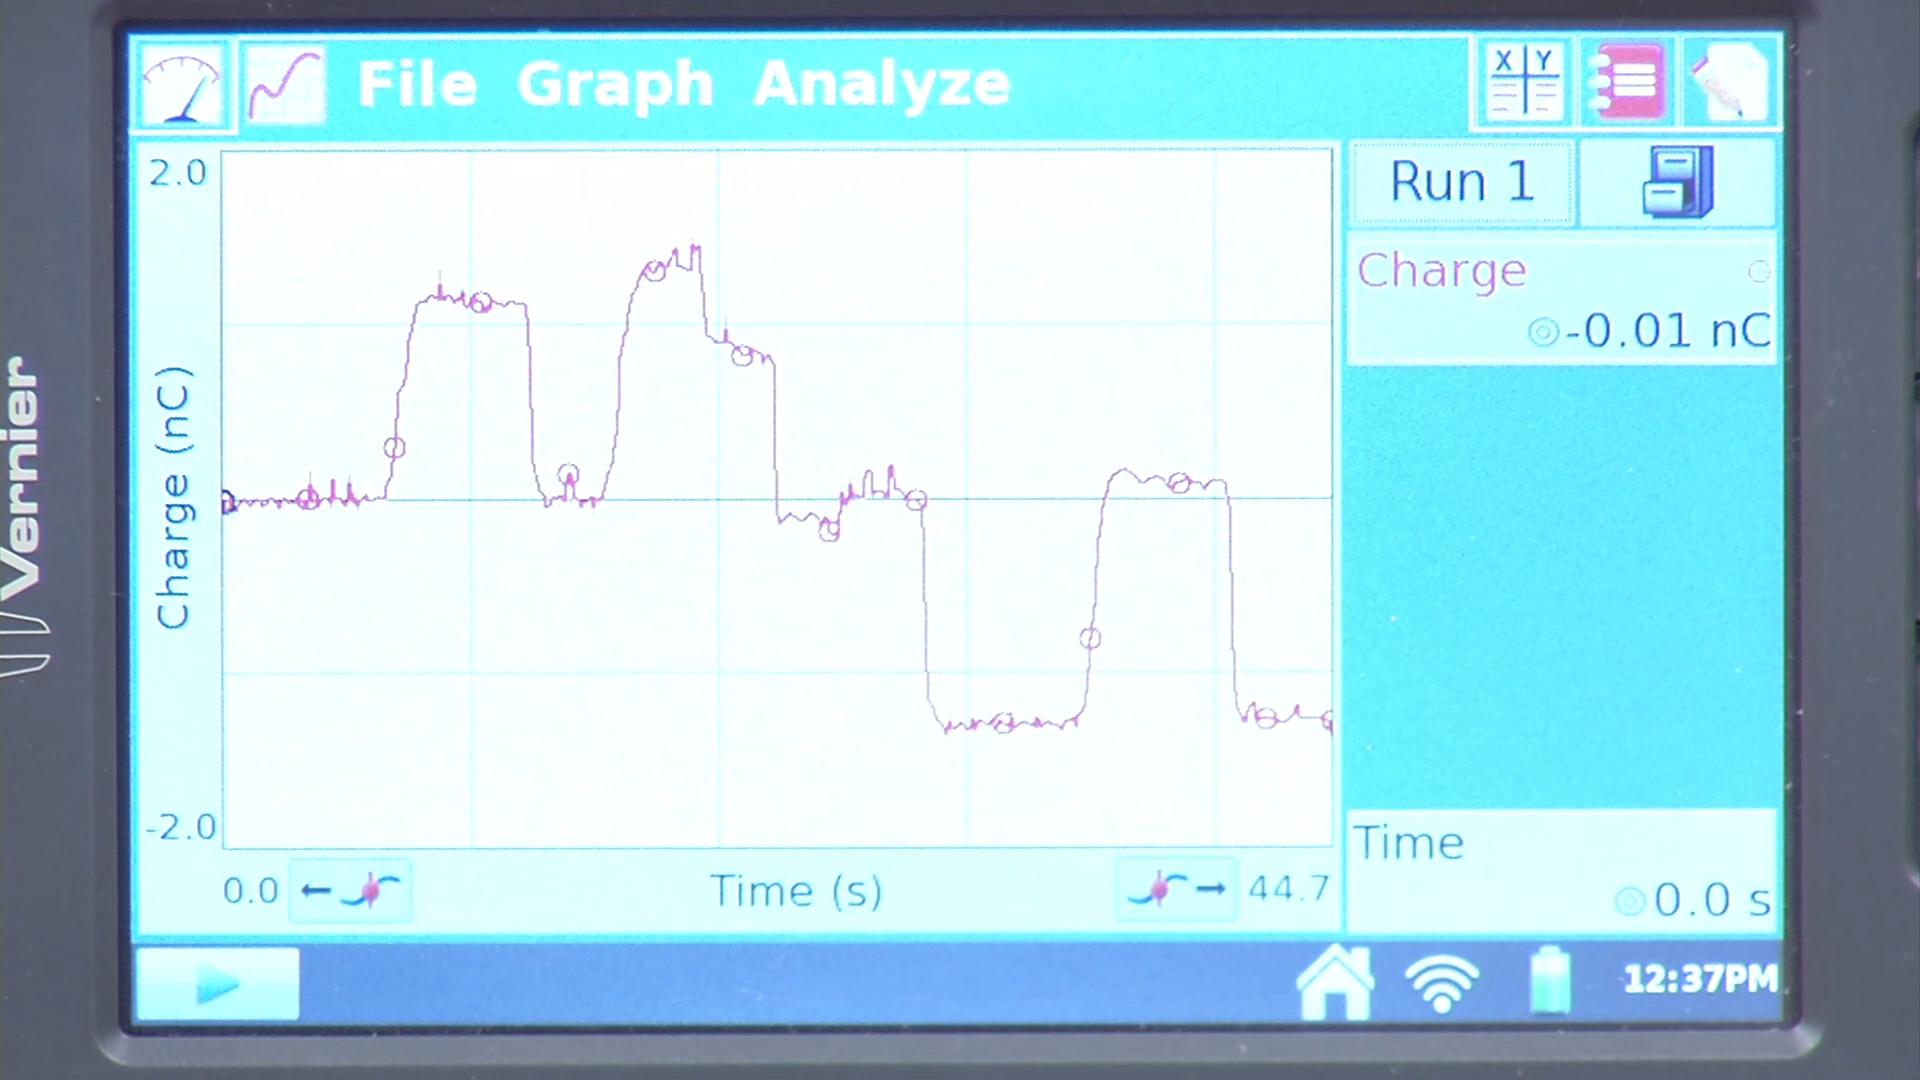 File Graph Analyze
X Y
2.0
Run 1
Charge
-0.01 nC
Charge (nC)
Vernier
-2.0
0.0
Time (s)
44.7
Time
0.0 s
12:37PM